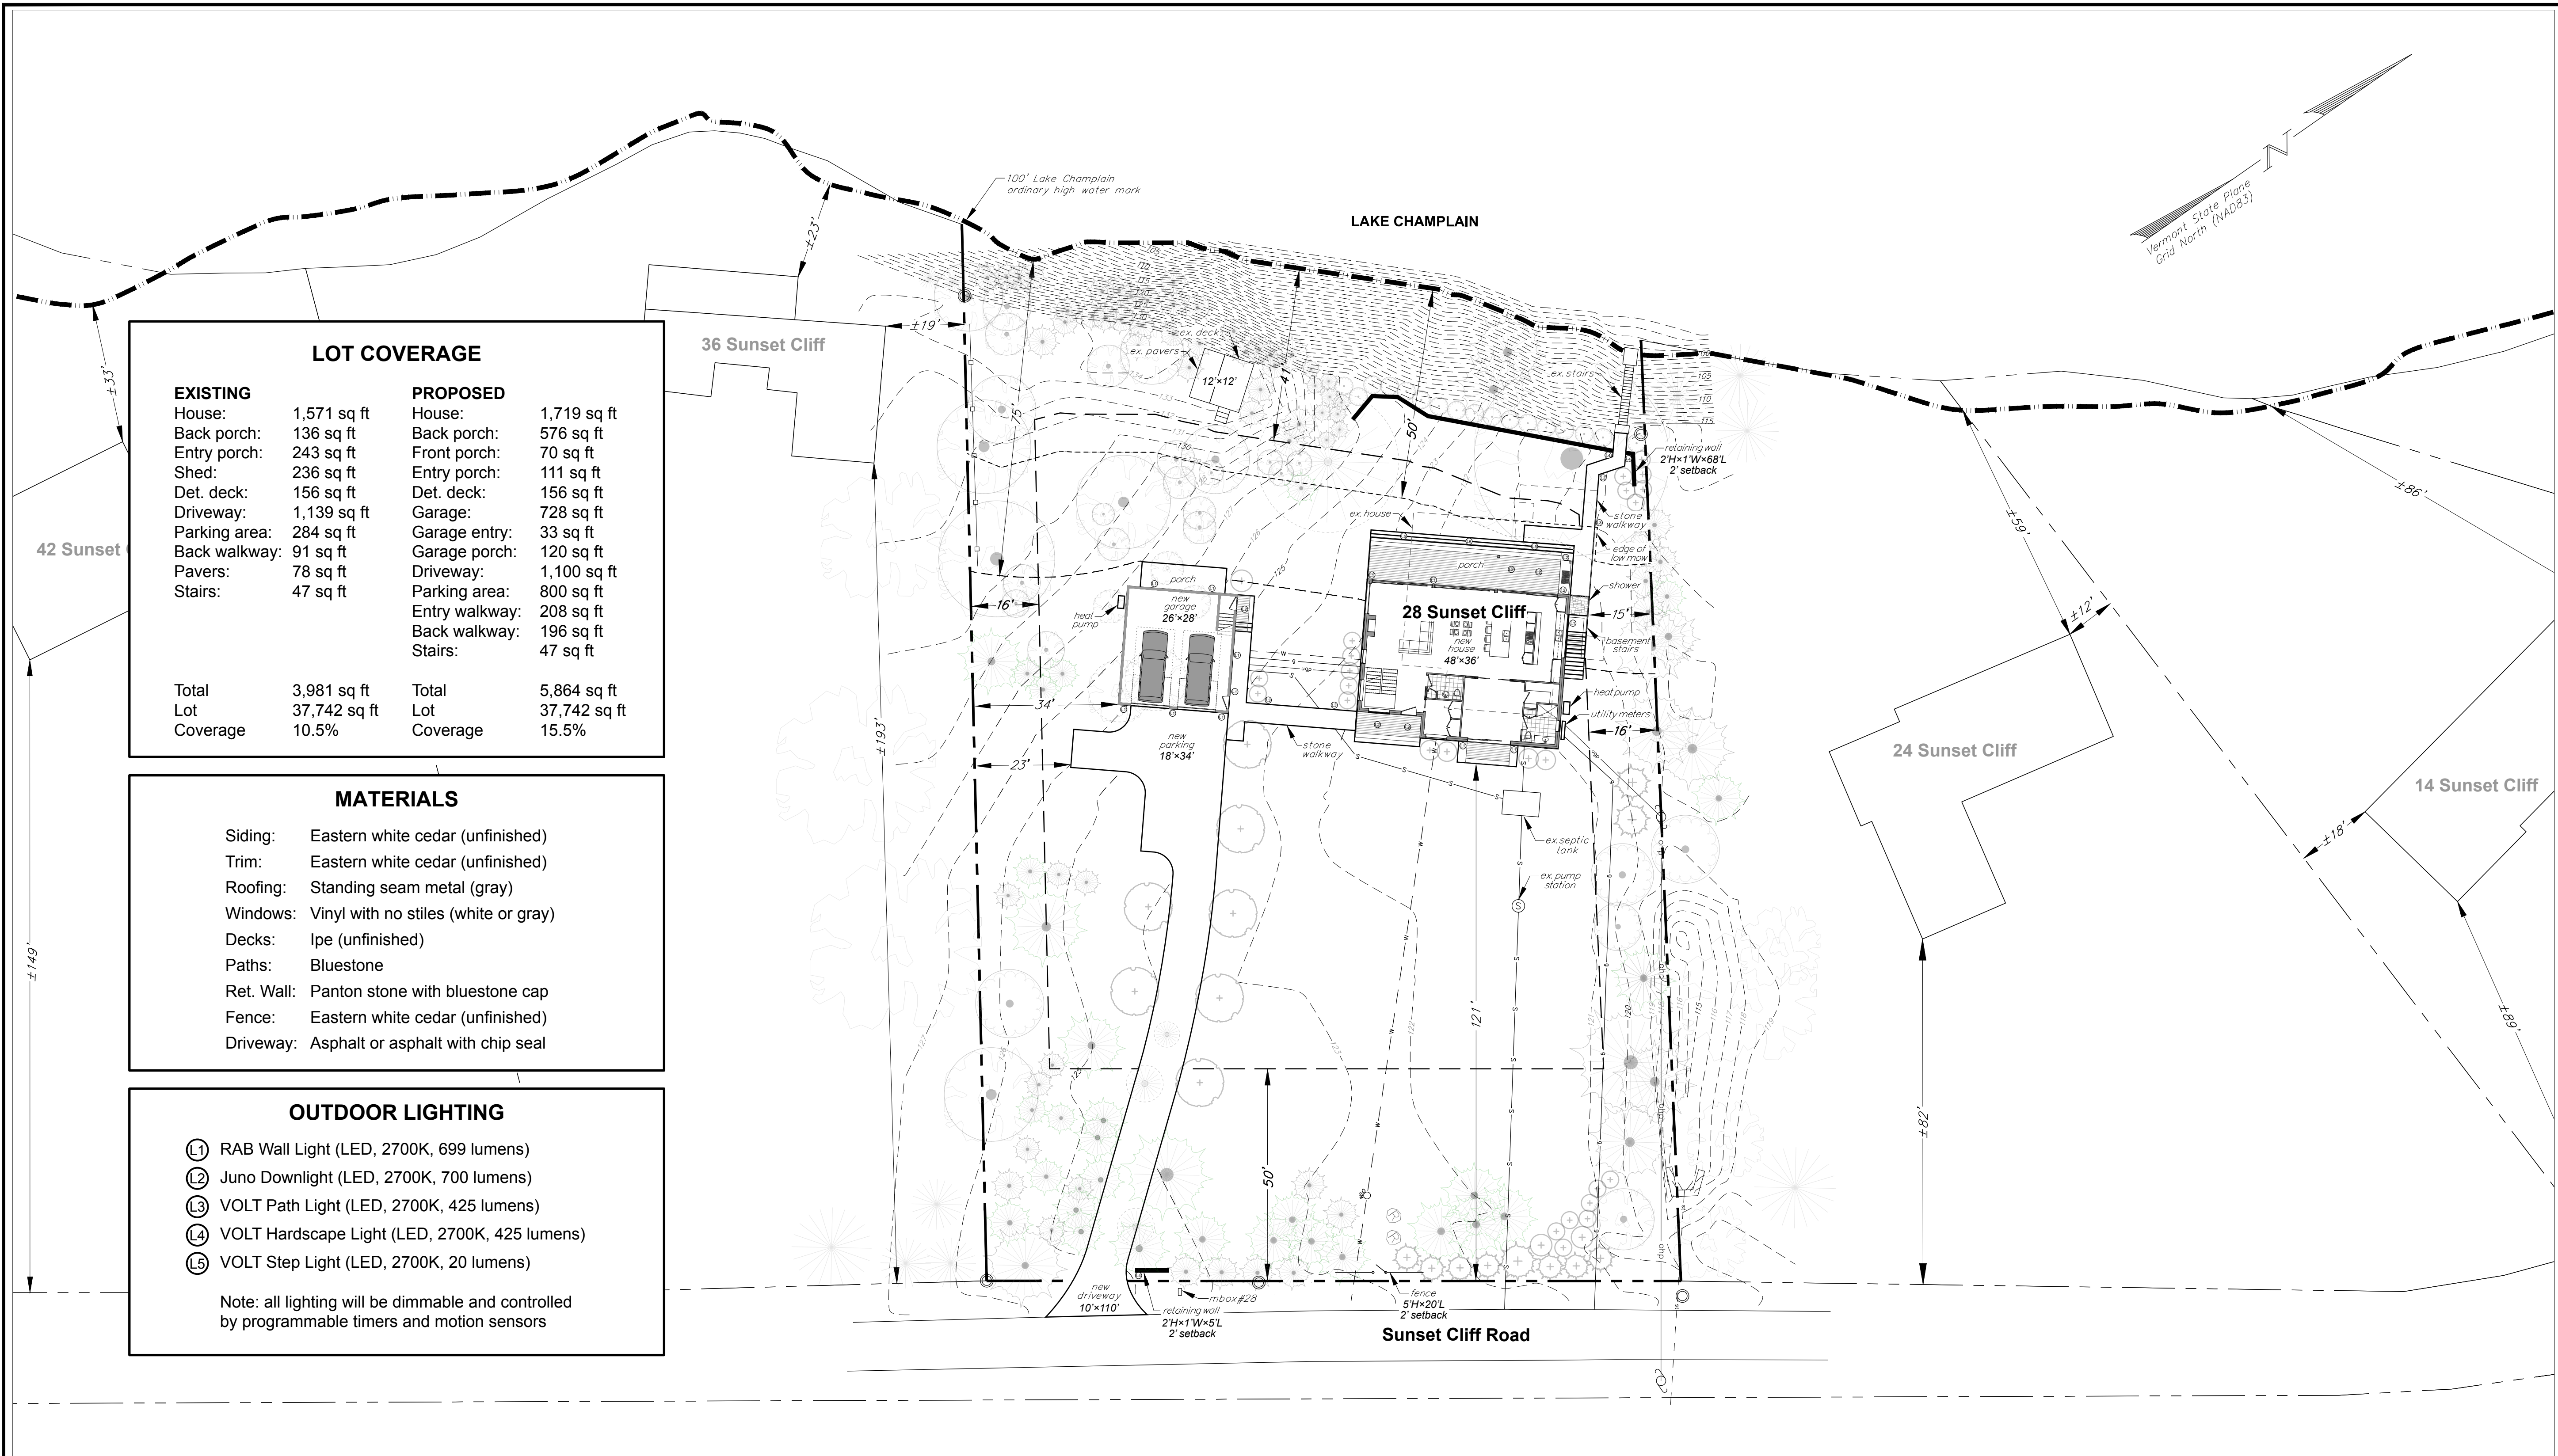 100' Lake Champlain
ordinary high water mark
LAKE CHAMPLAIN
Vermont State Plane
Grid North (NAD83)
N
±23'
±19'
±33'
36 Sunset Cliff
42 Sunset
LOT COVERAGE
EXISTING PROPOSED
House: 1,571 sq ft House: 1,719 sq ft
Back porch: 136 sq ft Back porch: 576 sq ft
Entry porch: 243 sq ft Front porch: 70 sq ft
Shed: 236 sq ft Entry porch: 111 sq ft
Det. deck: 156 sq ft Det. deck: 156 sq ft
Driveway: 1,139 sq ft Garage: 728 sq ft
Parking area: 284 sq ft Garage entry: 33 sq ft
Back walkway: 91 sq ft Garage porch: 120 sq ft
Pavers: 78 sq ft Driveway: 1,100 sq ft
Stairs: 47 sq ft Parking area: 800 sq ft
Entry walkway: 208 sq ft
Back walkway: 196 sq ft
Stairs: 47 sq ft
Total 3,981 sq ft Total 5,864 sq ft
Lot 37,742 sq ft Lot 37,742 sq ft
Coverage 10.5% Coverage 15.5%
MATERIALS
Siding: Eastern white cedar (unfinished)
Trim: Eastern white cedar (unfinished)
Roofing: Standing seam metal (gray)
Windows: Vinyl with no stiles (white or gray)
Decks: Ipe (unfinished)
Paths: Bluestone
Ret. Wall: Panton stone with bluestone cap
Fence: Eastern white cedar (unfinished)
Driveway: Asphalt or asphalt with chip seal
OUTDOOR LIGHTING
L1 RAB Wall Light (LED, 2700K, 699 lumens)
L2 Juno Downlight (LED, 2700K, 700 lumens)
L3 VOLT Path Light (LED, 2700K, 425 lumens)
L4 VOLT Hardscape Light (LED, 2700K, 425 lumens)
L5 VOLT Step Light (LED, 2700K, 20 lumens)
Note: all lighting will be dimmable and controlled
by programmable timers and motion sensors
±149'
±193'
ex. deck
ex. pavers
12'×12'
75'
41'
50'
ex. stairs
retaining wall
2'H×1'W×68'L
2' setback
stone
walkway
edge of
low mow
shower
15'
basement
stairs
heat pump
utility meters
16'
ex. house
porch
28 Sunset Cliff
new
house
48'×36'
porch
new
garage
26'×28'
heat
pump
16'
34'
23'
new
parking
18'×34'
stone
walkway
ex. septic
tank
ex. pump
station
S
121'
50'
new
driveway
10'×110'
mbox#28
retaining wall
2'H×1'W×5'L
2' setback
fence
5'H×20'L
2' setback
Sunset Cliff Road
24 Sunset Cliff
14 Sunset Cliff
±59'
±86'
±12'
±18'
±89'
±82'